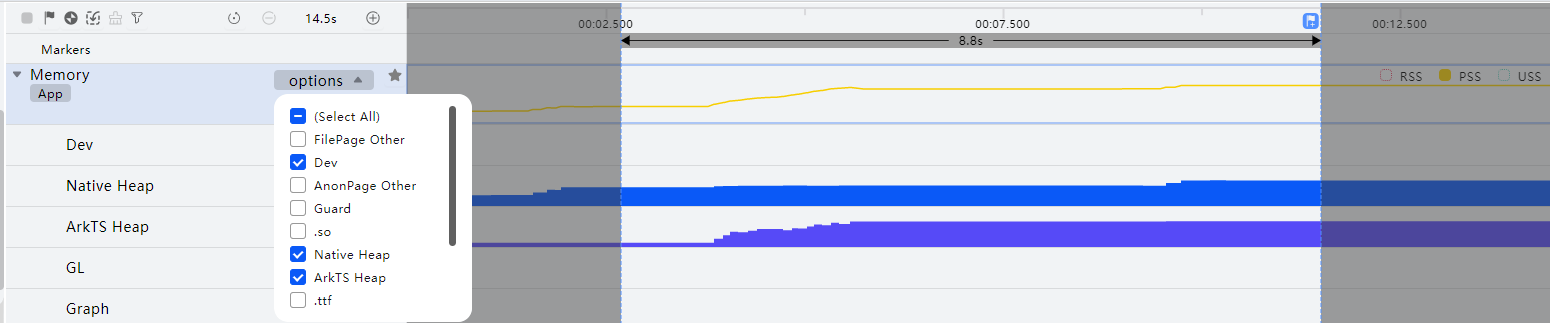 14.5s
00:02.500
00:07.500
00:12.500
Markers
8.8s
Memory
options
App
RSS
PSS
USS
(Select All)
FilePage Other
Dev
AnonPage Other
Guard
.so
Native Heap
ArkTS Heap
.ttf
Dev
Native Heap
ArkTS Heap
GL
Graph